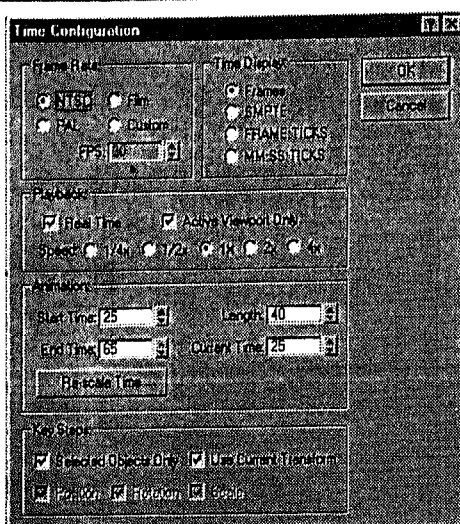 Time Configuration
Frame Rate:
NTSC
Film
PAL
Custom
FPS:
Time Display:
Frames
SMPTE
FRAME:TICKS
MM:SS:TICKS
OK
Cancel
Playback:
Real Time
Active Viewport Only
Speed: 1/4x 1/2x 1x 2x 4x
Animation:
Start Time: 25
Length: 40
End Time: 65
Current Time: 25
Re-scale Time
Key Steps:
Selected Objects Only
Use Current Transform
Position
Rotation
Scale